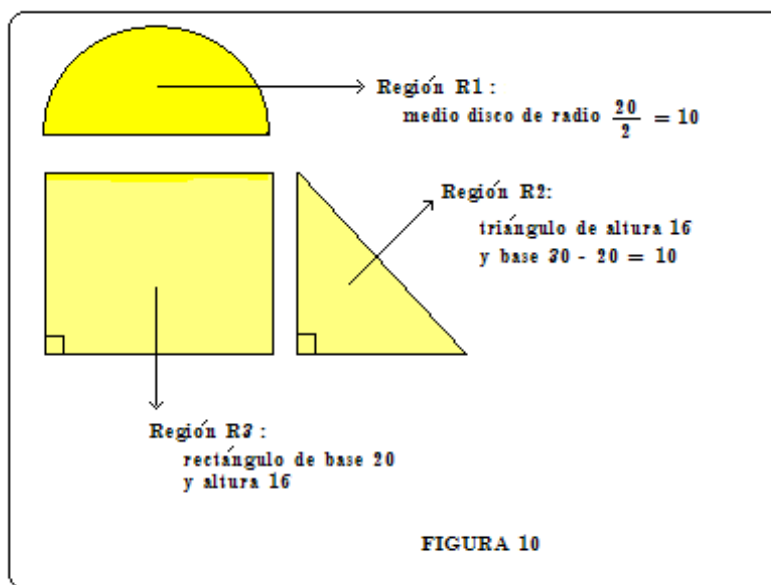 Región R1 :
medio disco de radio 20/2 = 10
Región R2:
triángulo de altura 16
y base 30 - 20 = 10
Región R3 :
rectángulo de base 20
y altura 16
FIGURA 10